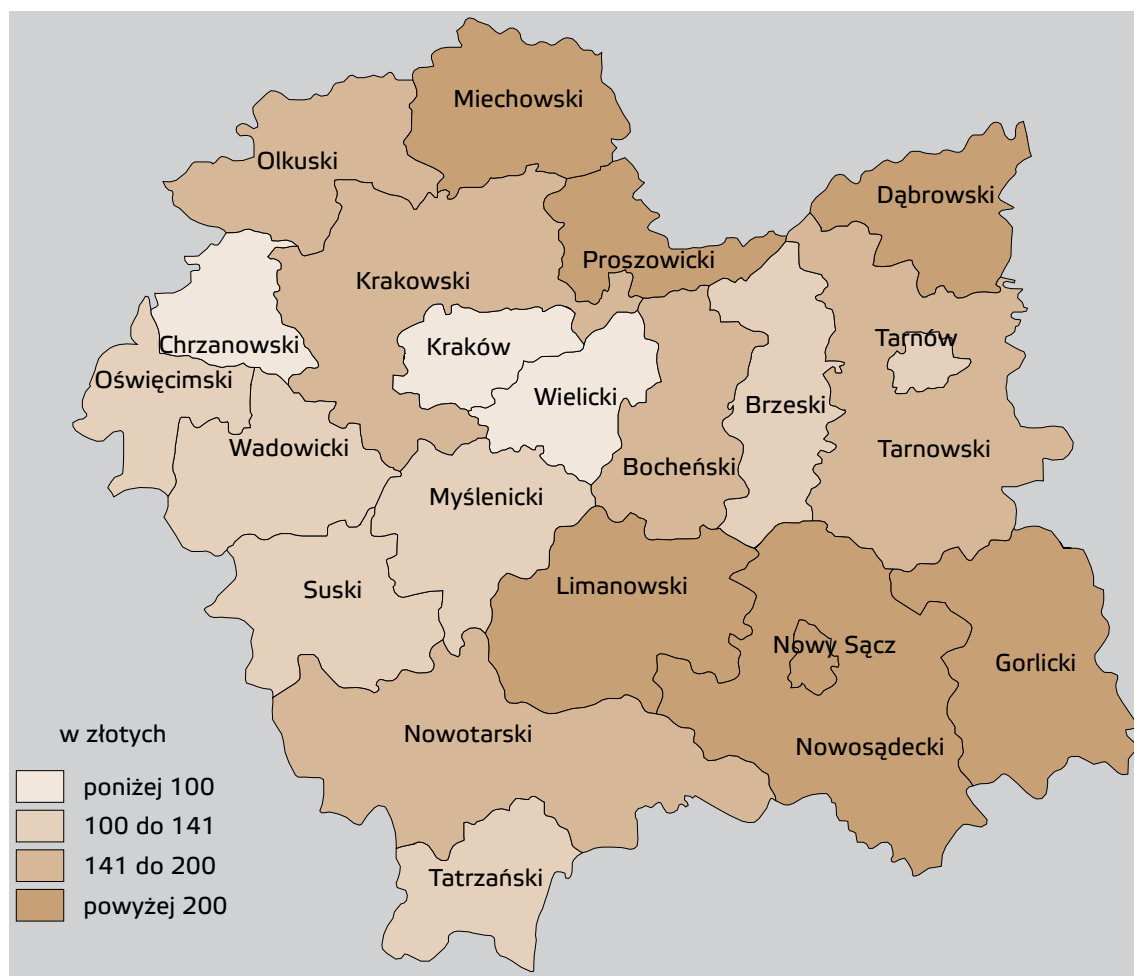 Miechowski
Olkuski
Dąbrowski
Proszowicki
Krakowski
Tarnów
Chrzanowski
Kraków
Oświęcimski
Wielicki
Brzeski
Wadowicki
Tarnowski
Bocheński
Myślenicki
Limanowski
Suski
Nowy Sącz
Gorlicki
Nowotarski
Nowosądecki
Tatrzański
w złotych
poniżej 100
100 do 141
141 do 200
powyżej 200